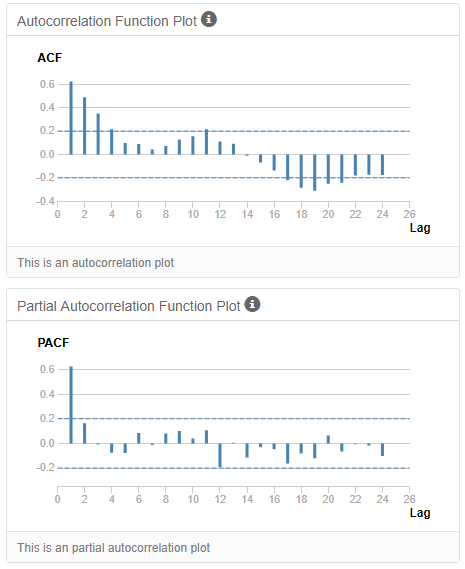 Autocorrelation Function Plot
ACF
0.6
0.4
0.2
0.0
-0.2
-0.4
0 2 4 6 8 10 12 14 16 18 20 22 24 26
Lag
This is an autocorrelation plot
Partial Autocorrelation Function Plot
PACF
0.6
0.4
0.2
0.0
-0.2
0 2 4 6 8 10 12 14 16 18 20 22 24 26
Lag
This is an partial autocorrelation plot